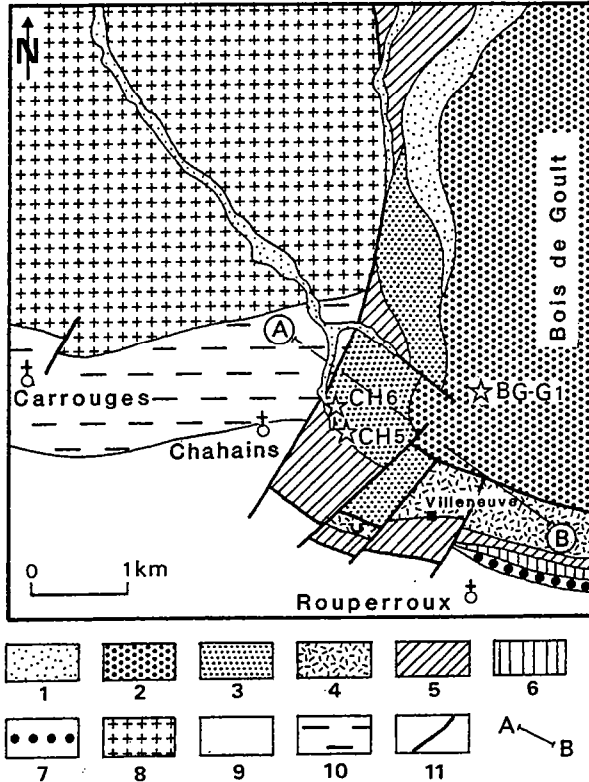 N
Bois de Goult
A
Carrouges
CH6
BG-G1
Chahains
CH5
Villeneuve
B
0 1km
Rouperroux
1 2 3 4 5 6
7 8 9 10 11 A B